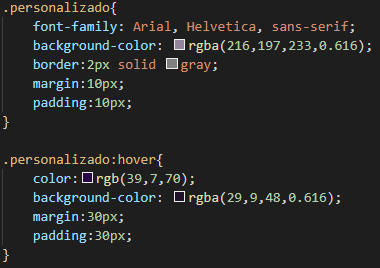 .personalizado{
    font-family: Arial, Helvetica, sans-serif;
    background-color: rgba(216,197,233,0.616);
    border:2px solid gray;
    margin:10px;
    padding:10px;
}

.personalizado:hover{
    color:rgb(39,7,70);
    background-color: rgba(29,9,48,0.616);
    margin:30px;
    padding:30px;
}